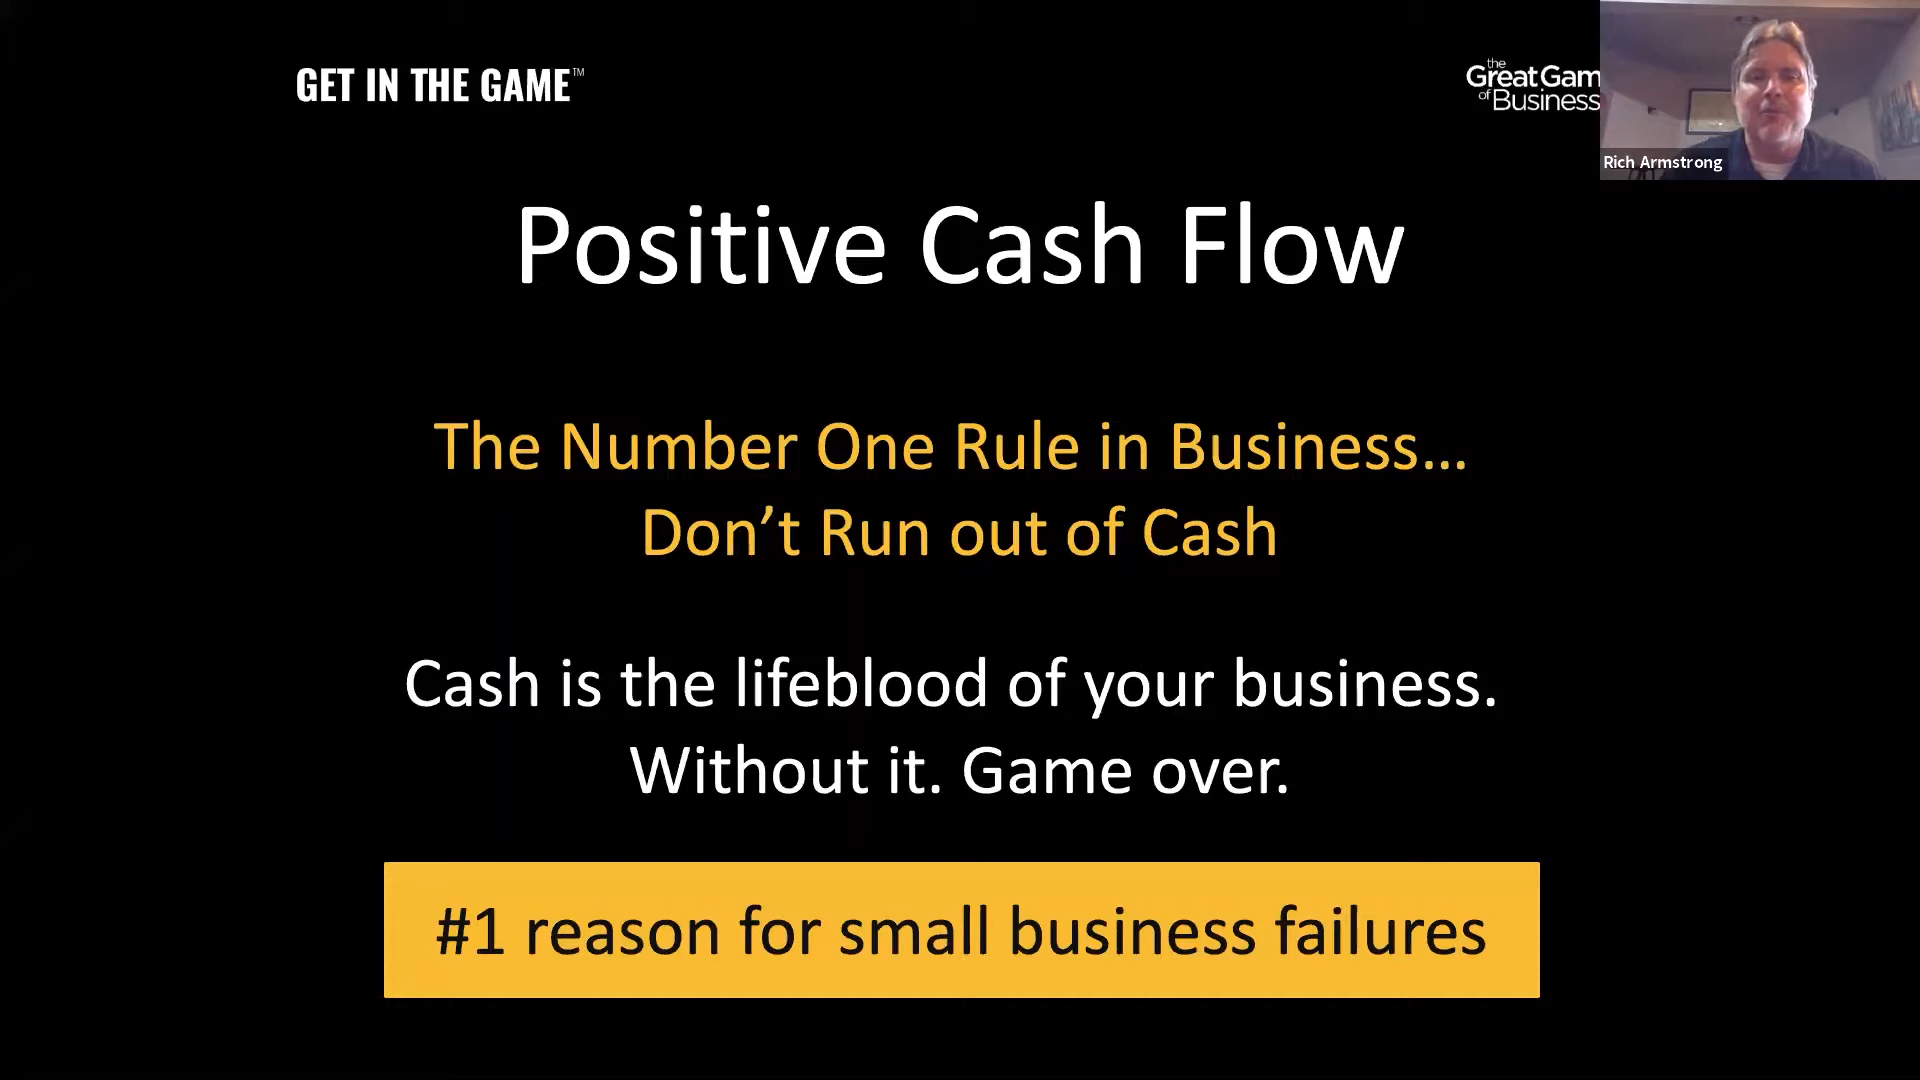 GET IN THE GAME™
the
Great Gam
of Business
Rich Armstrong
Positive Cash Flow
The Number One Rule in Business…
Don’t Run out of Cash
Cash is the lifeblood of your business.
Without it. Game over.
#1 reason for small business failures